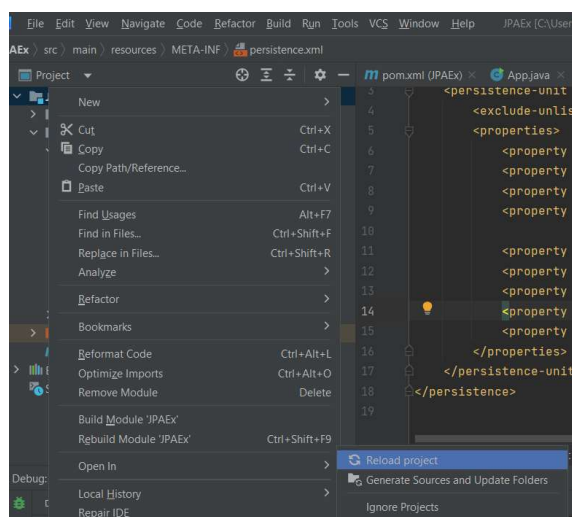 File Edit View Navigate Code Refactor Build Run Tools VCS Window Help JPAEx [C:\User
AEx src main resources META-INF persistence.xml
Project pom.xml (JPAEx) App.java
New
Cut Ctrl+X
Copy Ctrl+C
Copy Path/Reference...
Paste Ctrl+V
Find Usages Alt+F7
Find in Files... Ctrl+Shift+F
Replace in Files... Ctrl+Shift+R
Analyze
Refactor
Bookmarks
Reformat Code Ctrl+Alt+L
Optimize Imports Ctrl+Alt+O
Remove Module Delete
Build Module 'JPAEx'
Rebuild Module 'JPAEx' Ctrl+Shift+F9
Open In
Local History
Repair IDE
3 <persistence-unit
4 <exclude-unlis
5 <properties>
6 <property
7 <property
8 <property
9 <property
10
11 <property
12 <property
13 <property
14 <property
15 <property
16 </properties>
17 </persistence-unit
18 </persistence>
19
Reload project
Generate Sources and Update Folders
Ignore Projects
Debug: